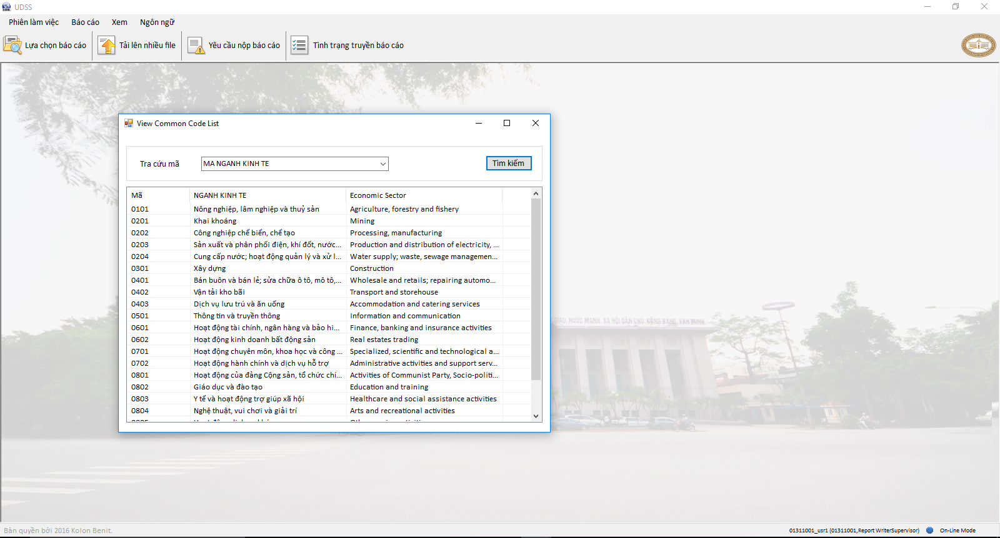 UDSS
Phiên làm việc Báo cáo Xem Ngôn ngữ
Lựa chọn báo cáo Tải lên nhiều file Yêu cầu nộp báo cáo Tình trạng truyền báo cáo
View Common Code List
Tra cứu mã MA NGANH KINH TE Tìm kiếm
Mã NGANH KINH TE Economic Sector
0101 Nông nghiệp, lâm nghiệp và thuỷ sản Agriculture, forestry and fishery
0201 Khai khoáng Mining
0202 Công nghiệp chế biến, chế tạo Processing, manufacturing
0203 Sản xuất và phân phối điện, khí đốt, nước... Production and distribution of electricity, ...
0204 Cung cấp nước; hoạt động quản lý và xử l... Water supply; waste, sewage managemen...
0301 Xây dựng Construction
0401 Bán buôn và bán lẻ; sửa chữa ô tô, mô tô,... Wholesale and retails; repairing automo...
0402 Vận tải kho bãi Transport and storehouse
0403 Dịch vụ lưu trú và ăn uống Accommodation and catering services
0501 Thông tin và truyền thông Information and communication
0601 Hoạt động tài chính, ngân hàng và bảo hi... Finance, banking and insurance activities
0602 Hoạt động kinh doanh bất động sản Real estates trading
0701 Hoạt động chuyên môn, khoa học và công ... Specialized, scientific and technological a...
0702 Hoạt động hành chính và dịch vụ hỗ trợ Administrative activities and support serv...
0801 Hoạt động của đảng Cộng sản, tổ chức chí... Activities of Communist Party, Socio-politi...
0802 Giáo dục và đào tạo Education and training
0803 Y tế và hoạt động trợ giúp xã hội Healthcare and social assistance activities
0804 Nghệ thuật, vui chơi và giải trí Arts and recreational activities
GIÀU, NƯỚC MẠNH, XÃ HỘI DÂN CHỦ, CÔNG BẰNG, VĂN MINH
Bản quyền bởi 2016 Kolon Benit.
01311001_usr1 (01311001,Report WriterSupervisor) On-Line Mode